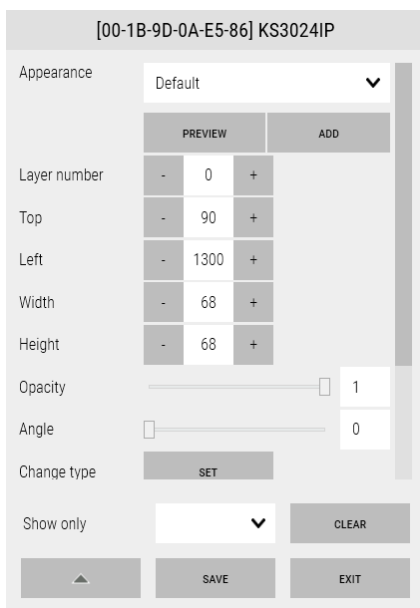 [00-1B-9D-0A-E5-86] KS3024IP
Appearance
Default
PREVIEW ADD
Layer number - 0 +
Top - 90 +
Left - 1300 +
Width - 68 +
Height - 68 +
Opacity 1
Angle 0
Change type SET
Show only CLEAR
SAVE EXIT